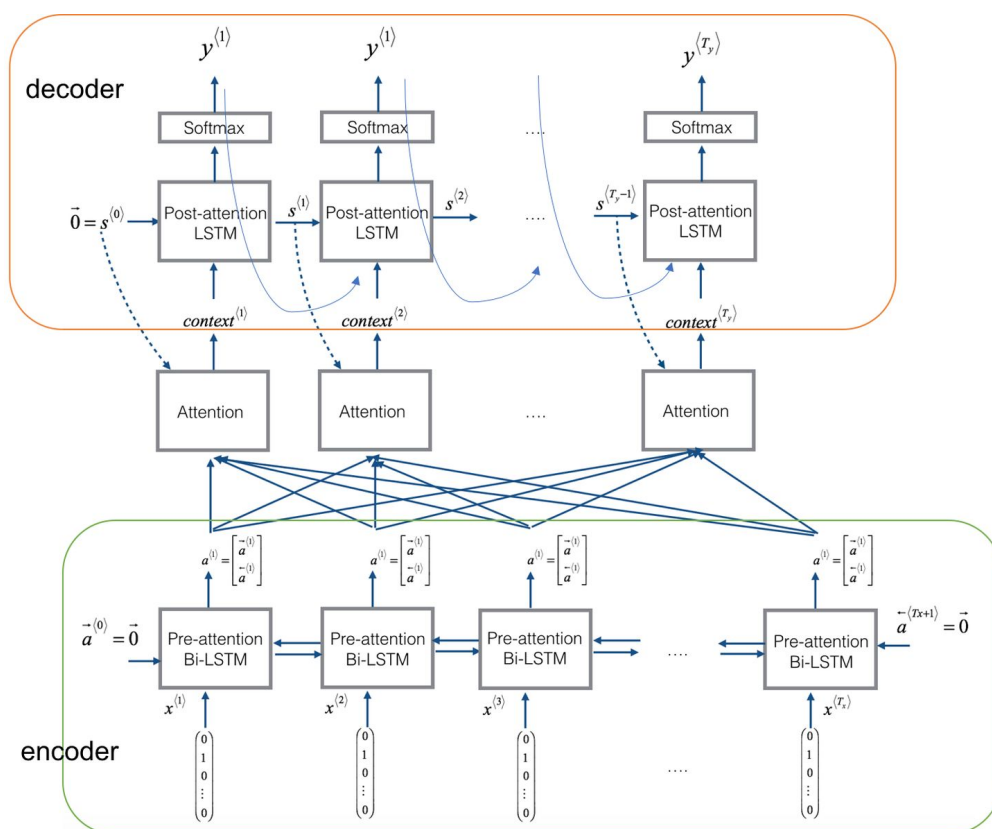 y⟨1⟩ y⟨1⟩ y⟨T_y⟩
decoder
Softmax Softmax .... Softmax
0⃗ = s⟨0⟩ Post-attention LSTM s⟨1⟩ Post-attention LSTM s⟨2⟩ .... s⟨T_y−1⟩ Post-attention LSTM
context⟨1⟩ context⟨2⟩ context⟨T_y⟩
Attention Attention .... Attention
a⟨1⟩ = [a→⟨1⟩ a←⟨1⟩] a⟨1⟩ = [a→⟨1⟩ a←⟨1⟩] a⟨1⟩ = [a→⟨1⟩ a←⟨1⟩] a⟨1⟩ = [a→⟨1⟩ a←⟨1⟩]
a→⟨0⟩ = 0⃗ Pre-attention Bi-LSTM Pre-attention Bi-LSTM Pre-attention Bi-LSTM .... Pre-attention Bi-LSTM a←⟨Tx+1⟩ = 0⃗
x⟨1⟩ x⟨2⟩ x⟨3⟩ x⟨T_x⟩
encoder
(0 1 0 ⋮ 0) (0 1 0 ⋮ 0) (0 1 0 ⋮ 0) .... (0 1 0 ⋮ 0)